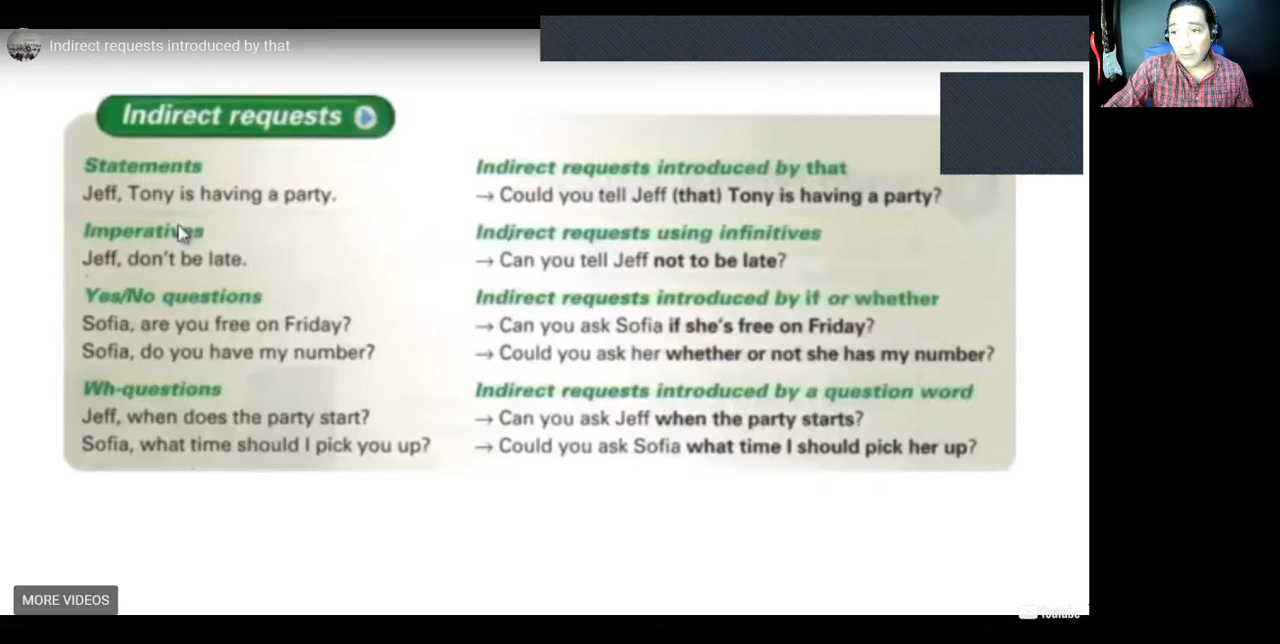 Indirect requests introduced by that
Indirect requests
Statements
Jeff, Tony is having a party.
Indirect requests introduced by that
→ Could you tell Jeff (that) Tony is having a party?
Imperatives
Jeff, don't be late.
Indirect requests using infinitives
→ Can you tell Jeff not to be late?
Yes/No questions
Sofia, are you free on Friday?
Sofia, do you have my number?
Indirect requests introduced by if or whether
→ Can you ask Sofia if she's free on Friday?
→ Could you ask her whether or not she has my number?
Wh-questions
Jeff, when does the party start?
Sofia, what time should I pick you up?
Indirect requests introduced by a question word
→ Can you ask Jeff when the party starts?
→ Could you ask Sofia what time I should pick her up?
MORE VIDEOS
YouTube